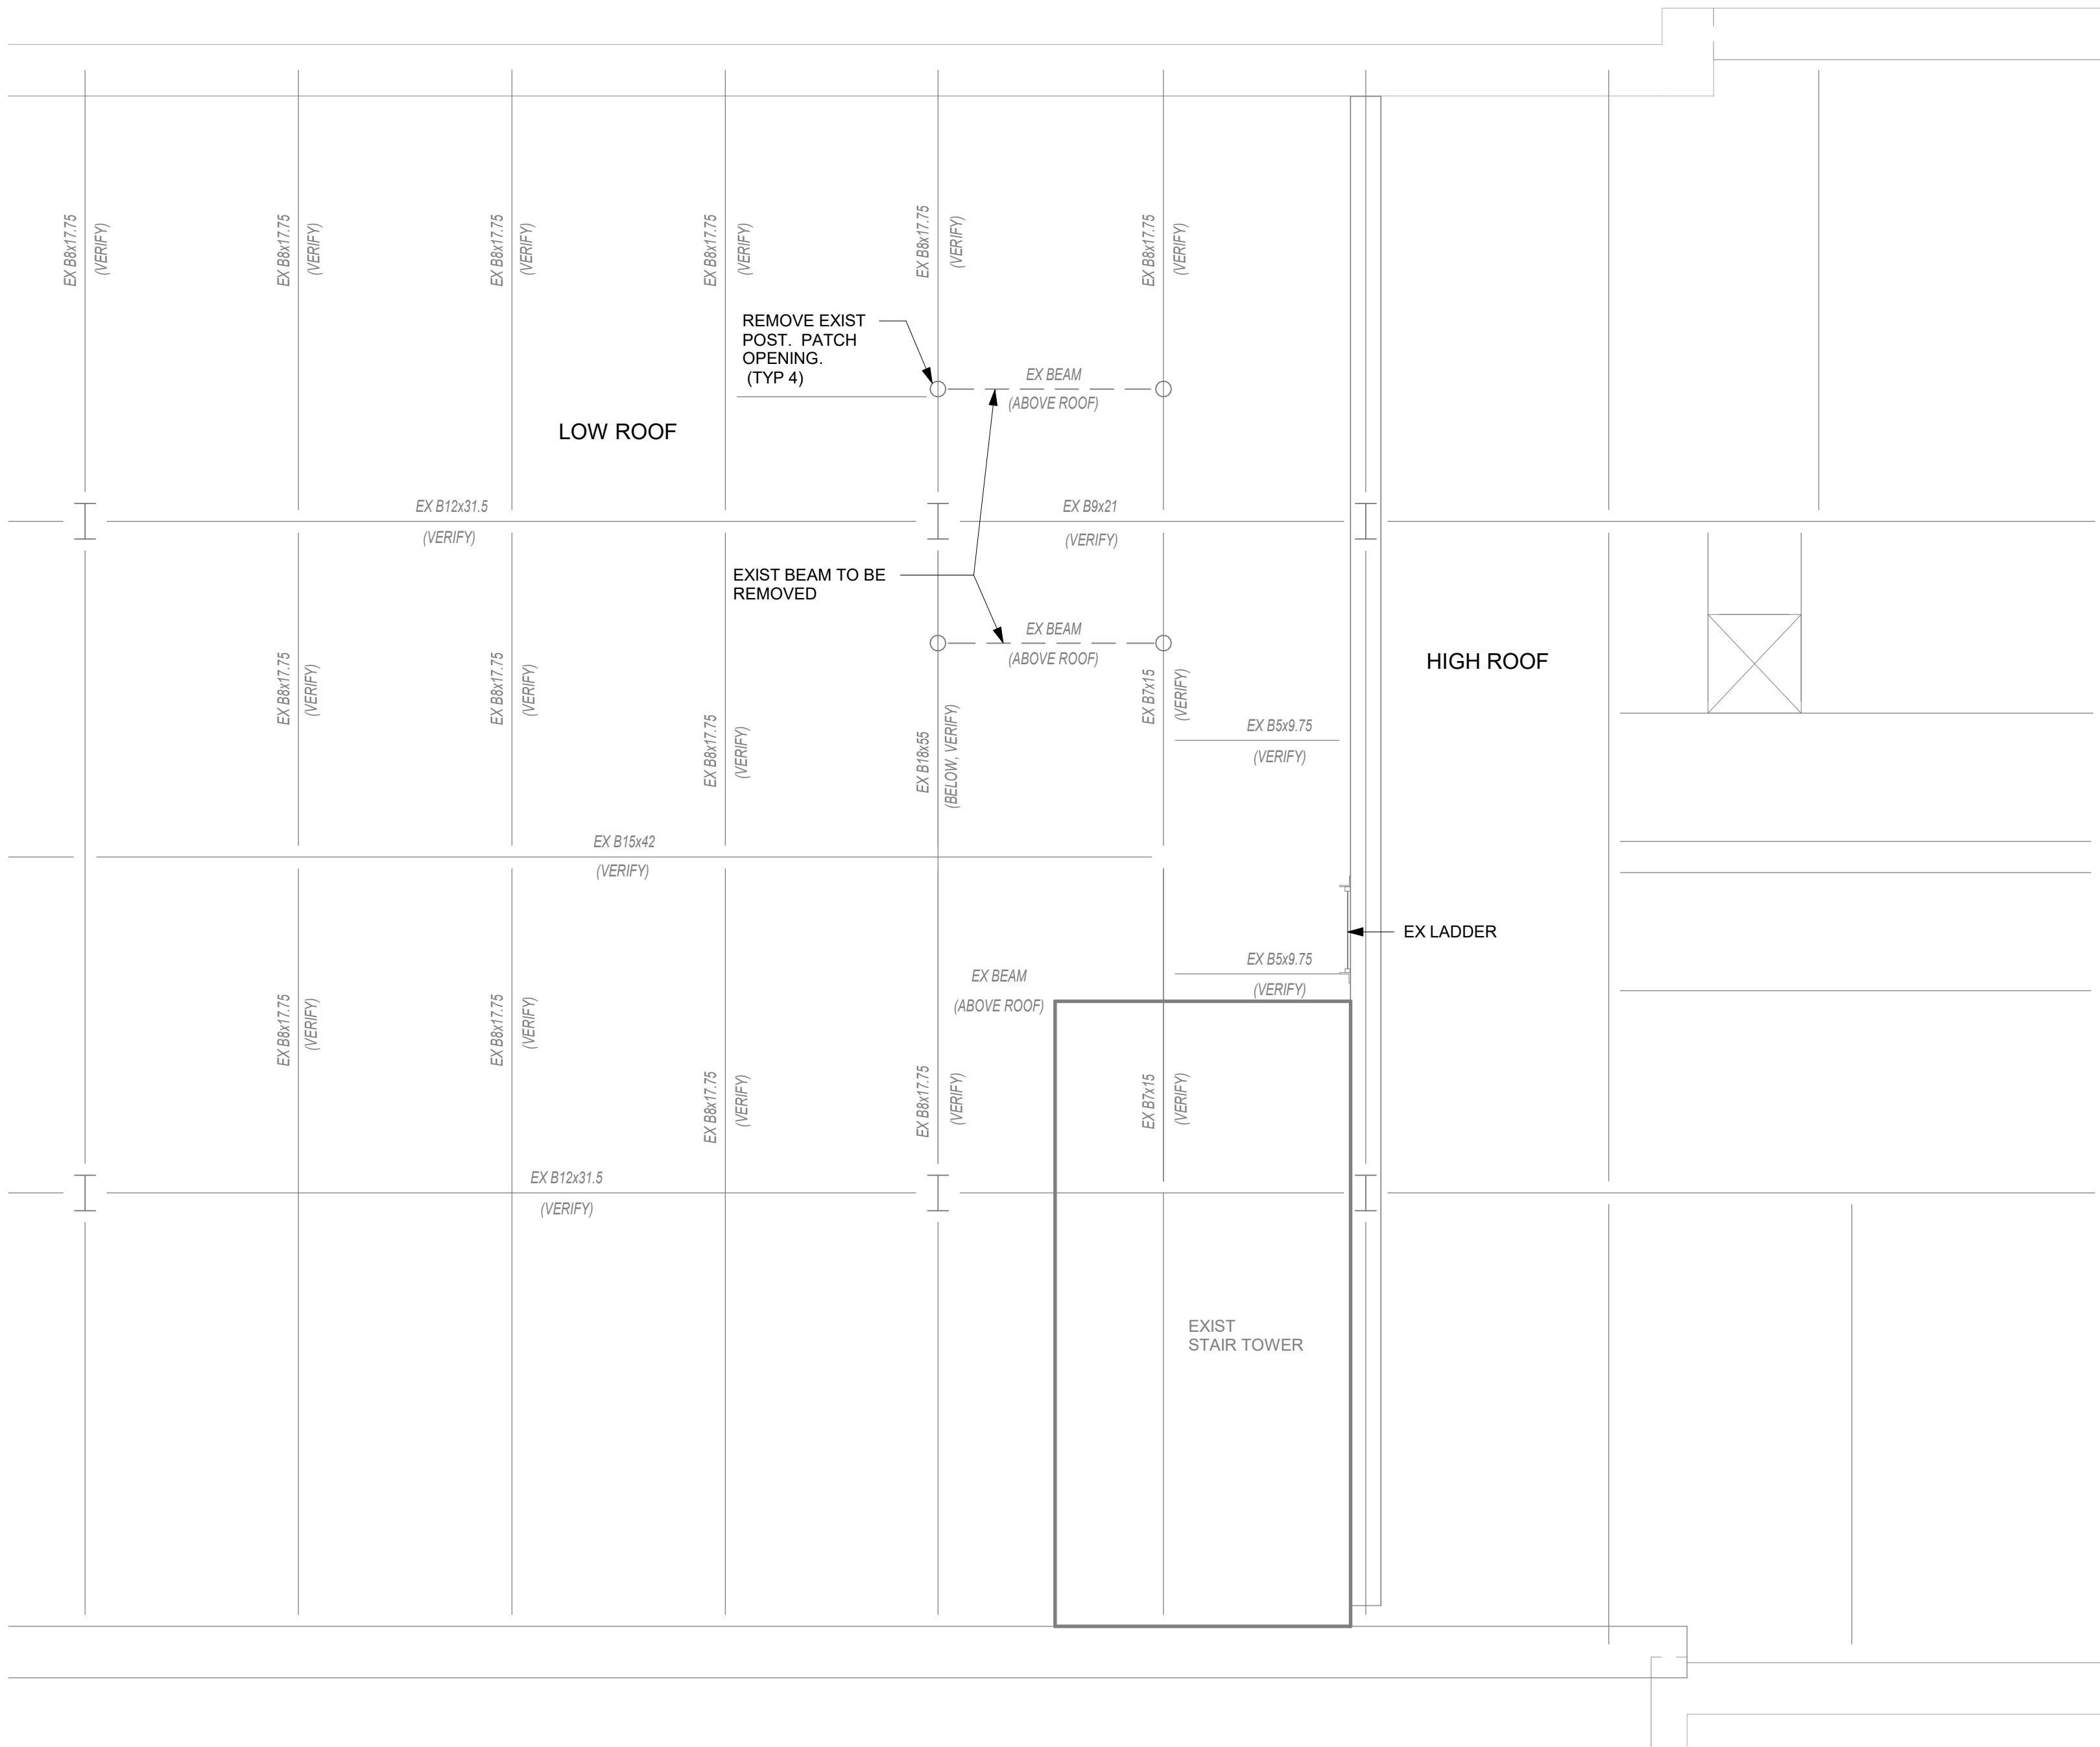 EX B8x17.75
(VERIFY)
EX B8x17.75
(VERIFY)
EX B8x17.75
(VERIFY)
EX B8x17.75
(VERIFY)
EX B8x17.75
(VERIFY)
EX B8x17.75
(VERIFY)
REMOVE EXIST
POST.  PATCH
OPENING.
(TYP 4)
EX BEAM
(ABOVE ROOF)
LOW ROOF
EX B12x31.5
(VERIFY)
EX B9x21
(VERIFY)
EXIST BEAM TO BE
REMOVED
EX BEAM
(ABOVE ROOF)
HIGH ROOF
EX B8x17.75
(VERIFY)
EX B8x17.75
(VERIFY)
EX B8x17.75
(VERIFY)
EX B18x55
(BELOW, VERIFY)
EX B7x15
(VERIFY)
EX B5x9.75
(VERIFY)
EX B15x42
(VERIFY)
EX LADDER
EX B5x9.75
(VERIFY)
EX BEAM
(ABOVE ROOF)
EX B8x17.75
(VERIFY)
EX B8x17.75
(VERIFY)
EX B8x17.75
(VERIFY)
EX B8x17.75
(VERIFY)
EX B7x15
(VERIFY)
EX B12x31.5
(VERIFY)
EXIST
STAIR TOWER